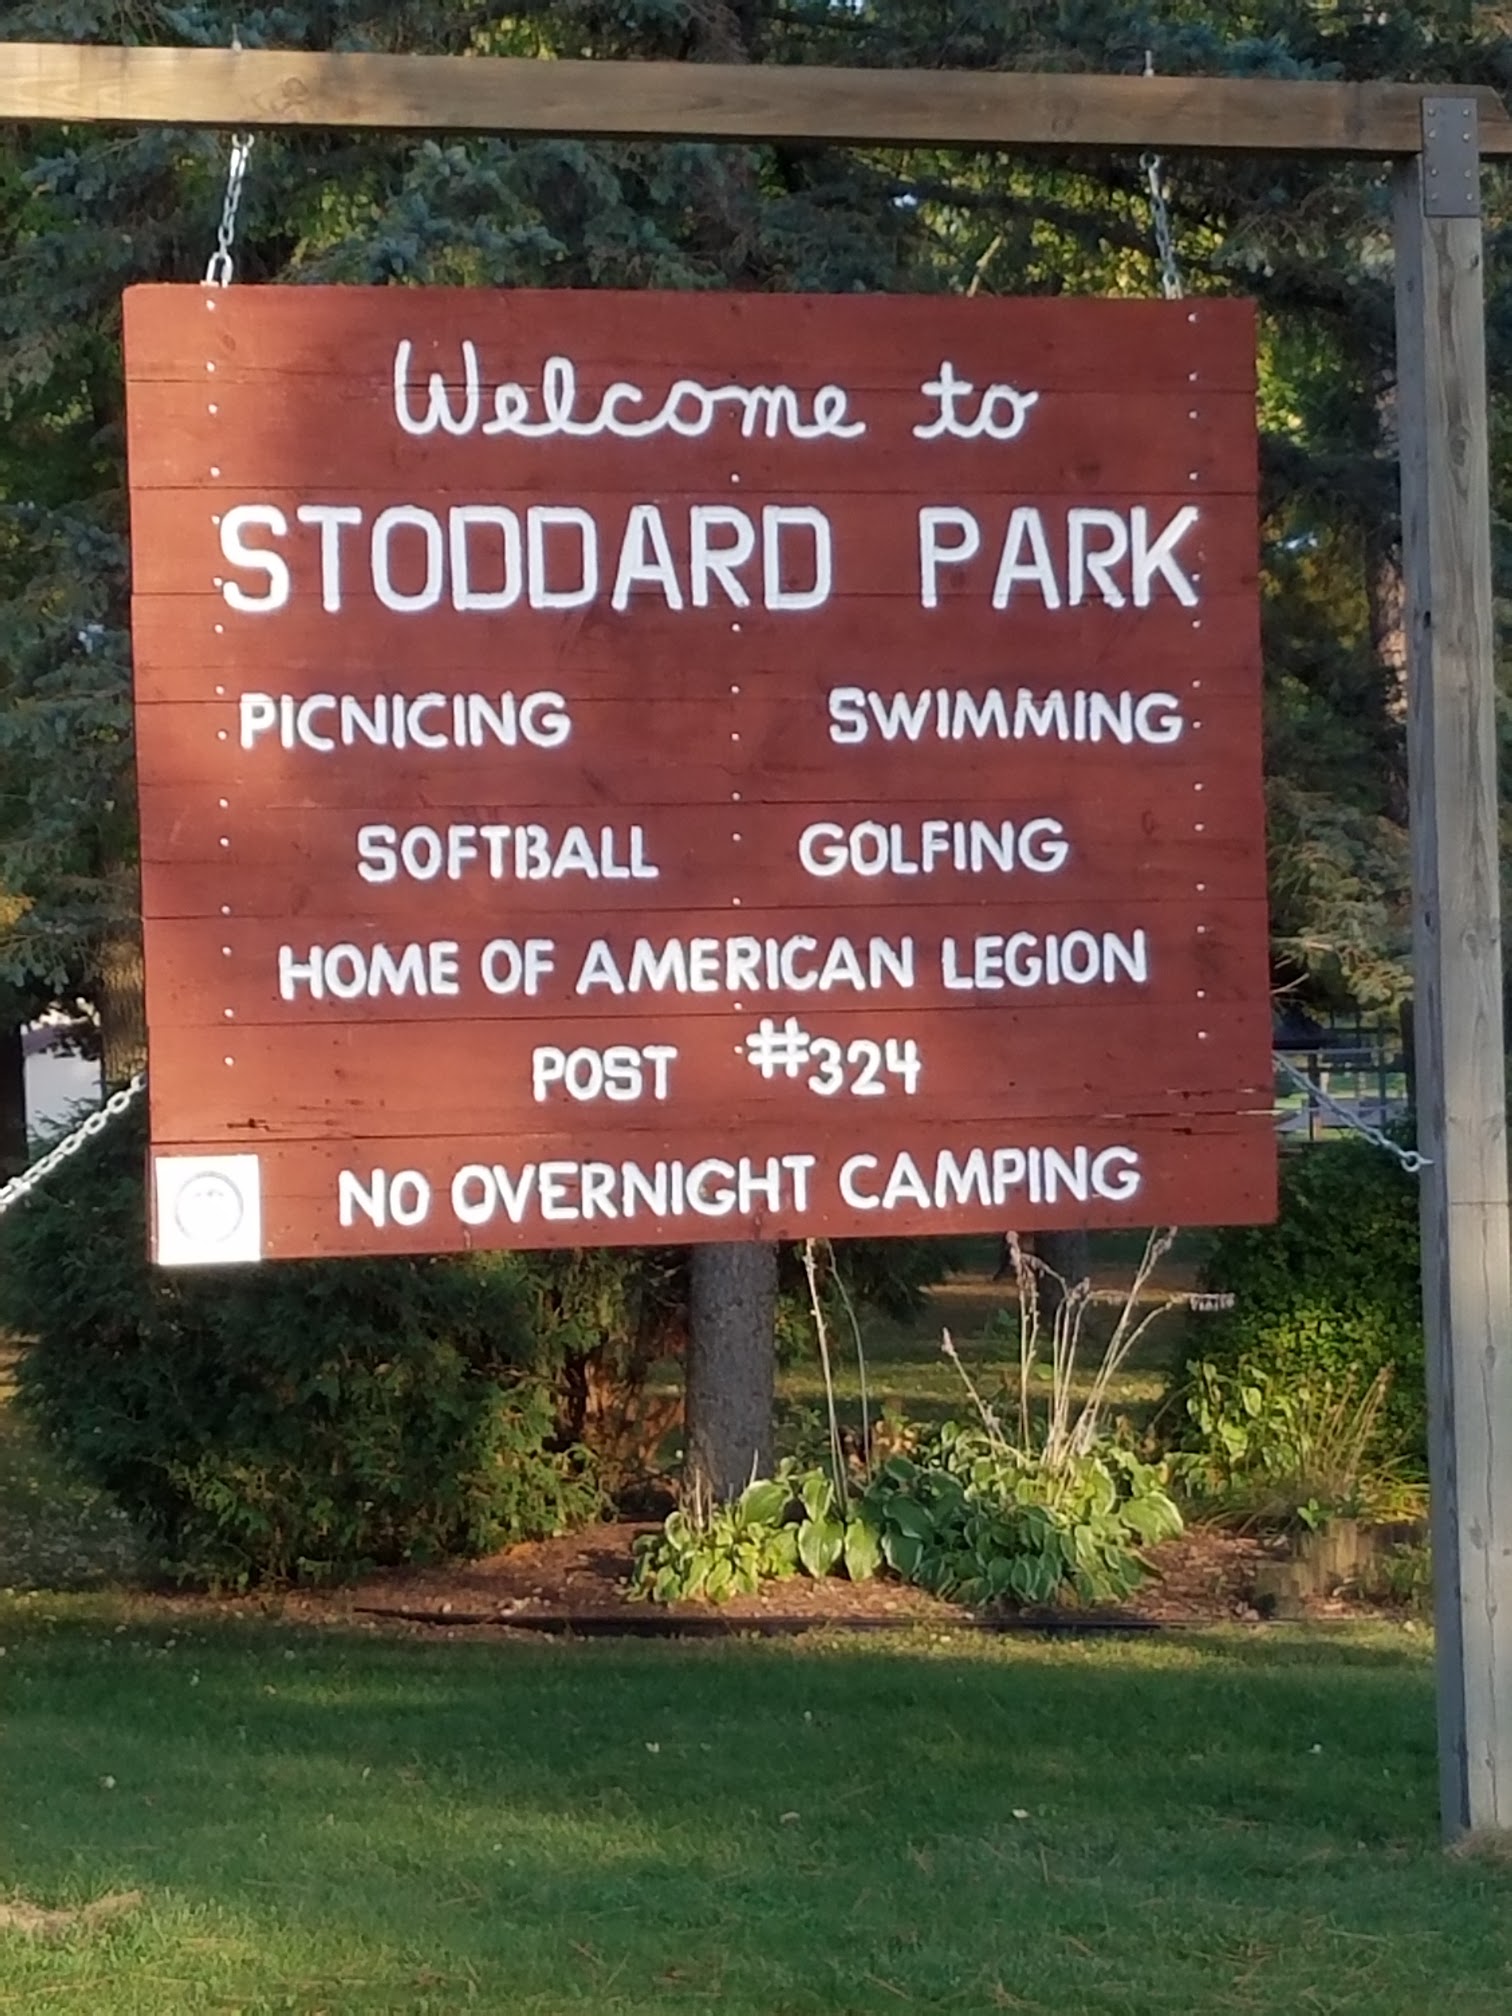 Welcome to
STODDARD PARK
PICNICING SWIMMING
SOFTBALL GOLFING
HOME OF AMERICAN LEGION
POST #324
NO OVERNIGHT CAMPING